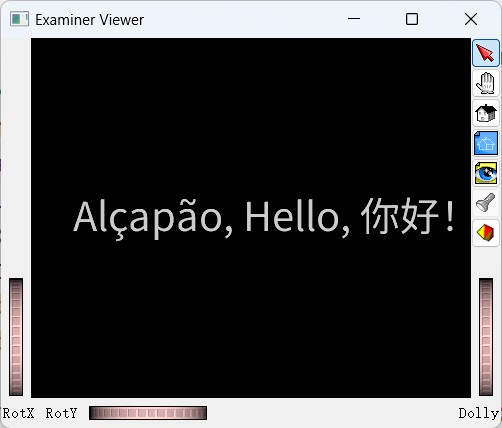 Examiner Viewer
Alçapão, Hello, 你好！
RotX RotY Dolly